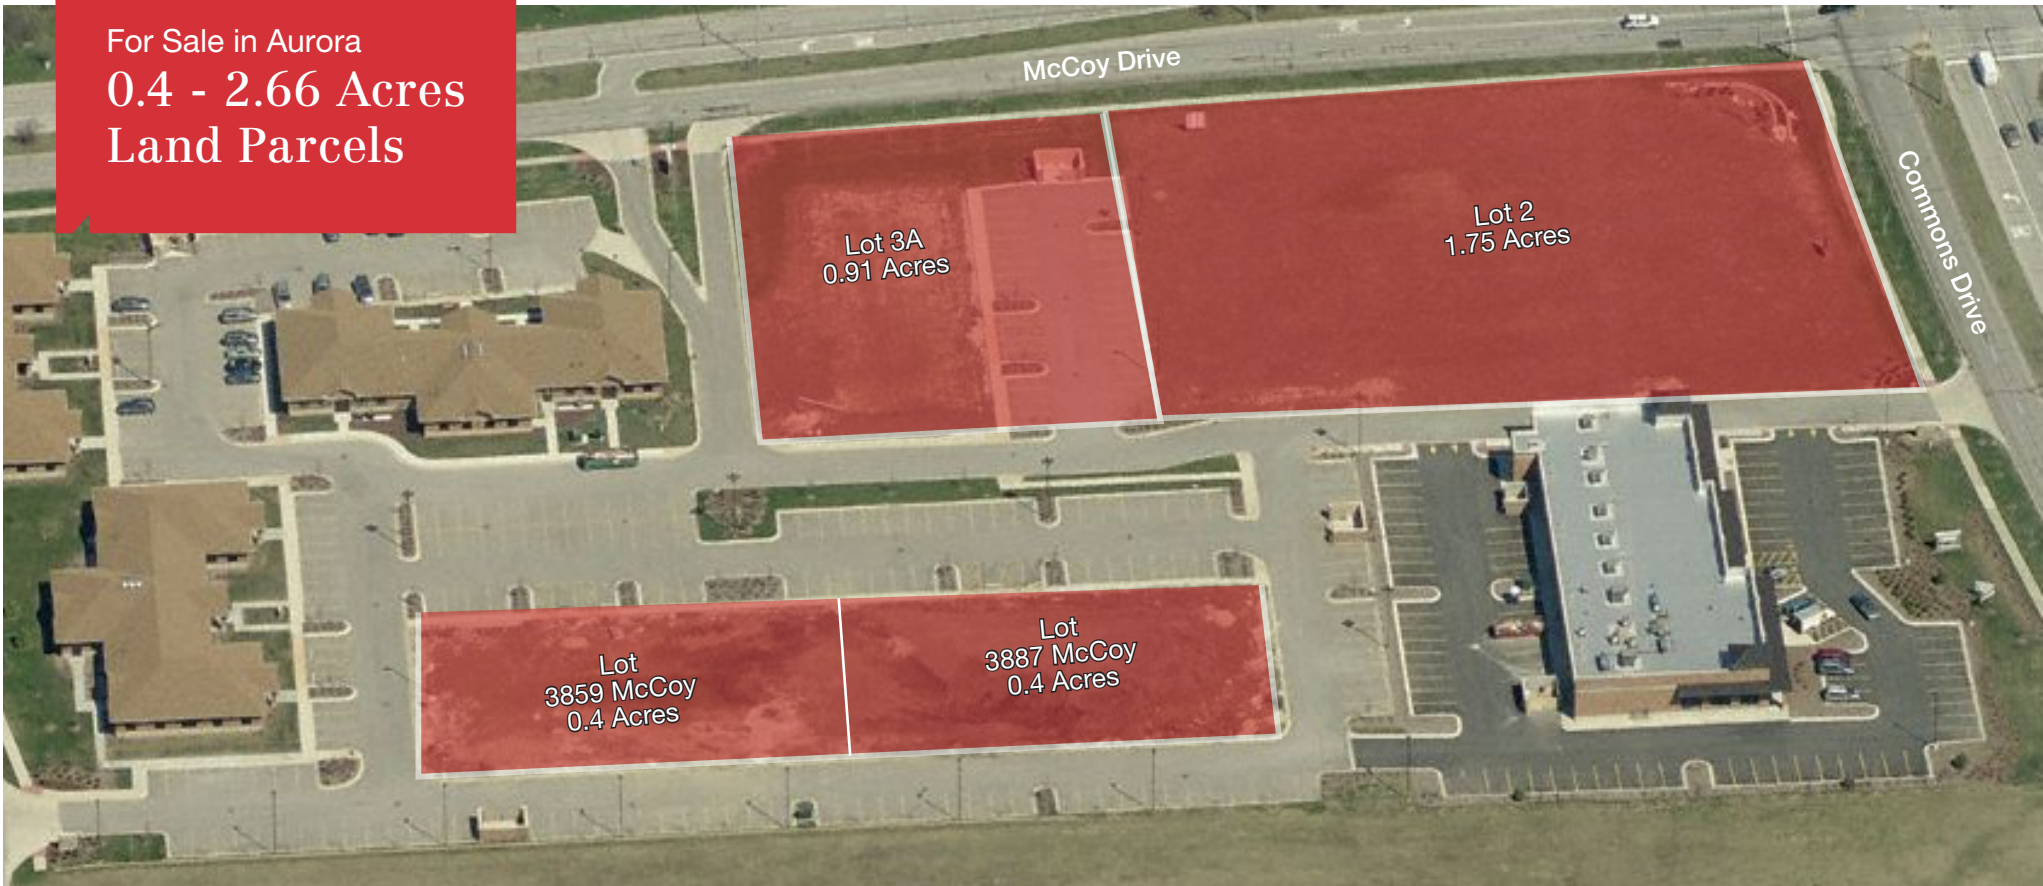 For Sale in Aurora
0.4 - 2.66 Acres
Land Parcels
McCoy Drive
Commons Drive
Lot 3A
0.91 Acres
Lot 2
1.75 Acres
Lot
3859 McCoy
0.4 Acres
Lot
3887 McCoy
0.4 Acres